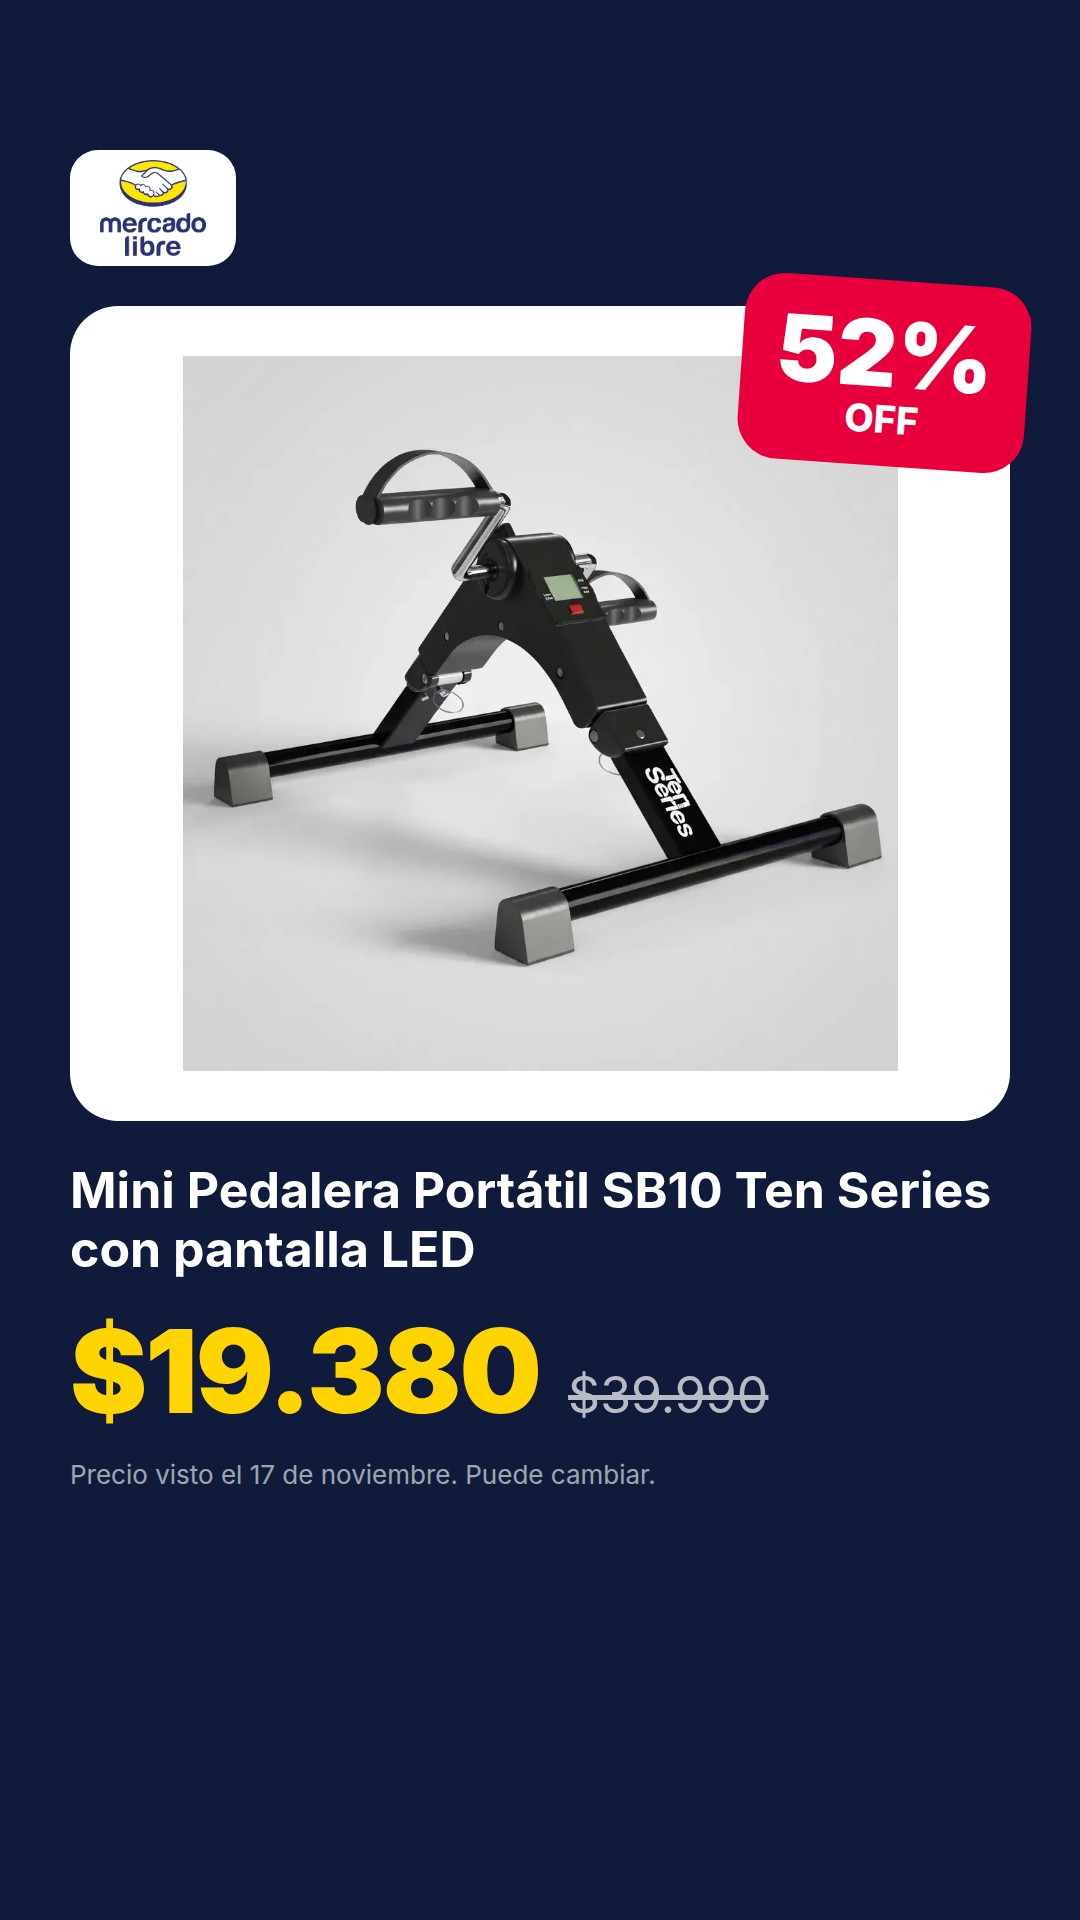 mercado
libre
52%
OFF
Ten
Series
Mini Pedalera Portátil SB10 Ten Series
con pantalla LED
$19.380 $39.990
Precio visto el 17 de noviembre. Puede cambiar.